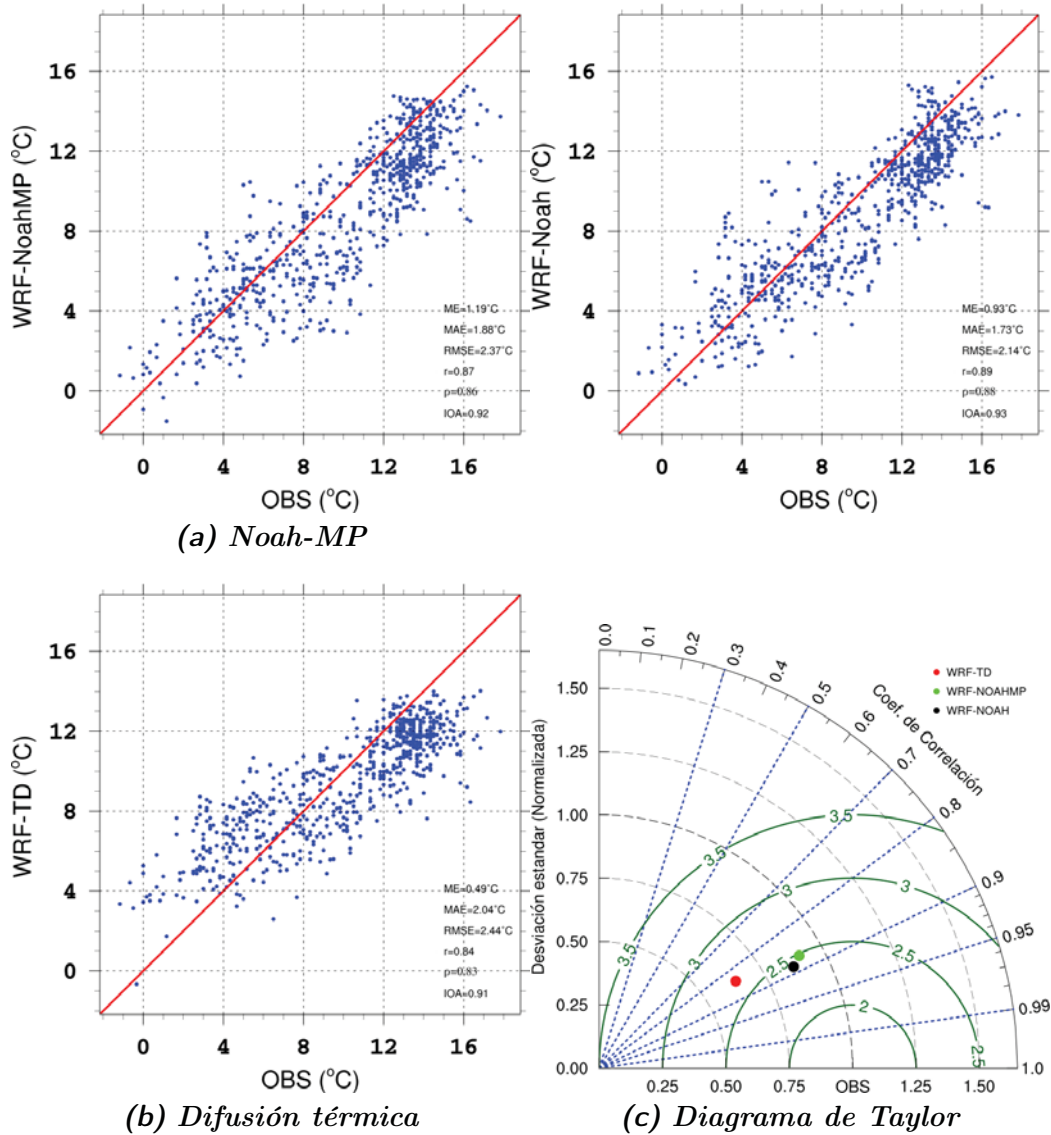 16
12
8
4
0
WRF-NoahMP (°C)
ME=1.19°C
MAE=1.88°C
RMSE=2.37°C
r=0.87
ρ=0.86
IOA=0.92
0 4 8 12 16
OBS (°C)
(a) Noah-MP
16
12
8
4
0
WRF-Noah (°C)
ME=0.93°C
MAE=1.73°C
RMSE=2.14°C
r=0.89
ρ=0.88
IOA=0.93
0 4 8 12 16
OBS (°C)
16
12
8
4
0
WRF-TD (°C)
ME=0.49°C
MAE=2.04°C
RMSE=2.44°C
r=0.84
ρ=0.83
IOA=0.91
0 4 8 12 16
OBS (°C)
(b) Difusión térmica
WRF-TD
WRF-NOAHMP
WRF-NOAH
Desviación estandar (Normalizada)
1.50
1.25
1.00
0.75
0.50
0.25
0.00
0.0 0.1 0.2 0.3 0.4 0.5 0.6 0.7 0.8 0.9 0.95 0.99 1.0
Coef. de Correlación
3.5 3.5 3.5
3 3 3
2.5 2.5 2.5
2
0.25 0.50 0.75 OBS 1.25 1.50
(c) Diagrama de Taylor